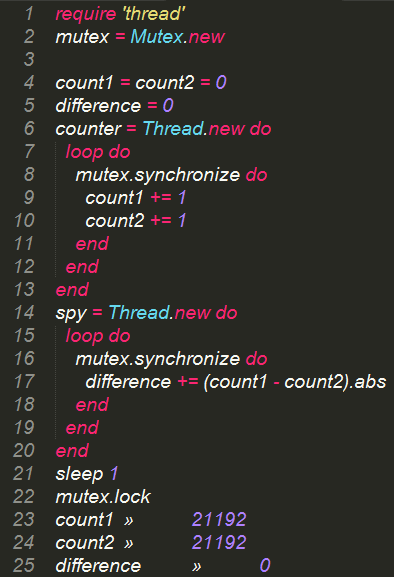 1 require 'thread'
2 mutex = Mutex.new
3
4 count1 = count2 = 0
5 difference = 0
6 counter = Thread.new do
7 loop do
8 mutex.synchronize do
9 count1 += 1
10 count2 += 1
11 end
12 end
13 end
14 spy = Thread.new do
15 loop do
16 mutex.synchronize do
17 difference += (count1 - count2).abs
18 end
19 end
20 end
21 sleep 1
22 mutex.lock
23 count1 » 21192
24 count2 » 21192
25 difference » 0